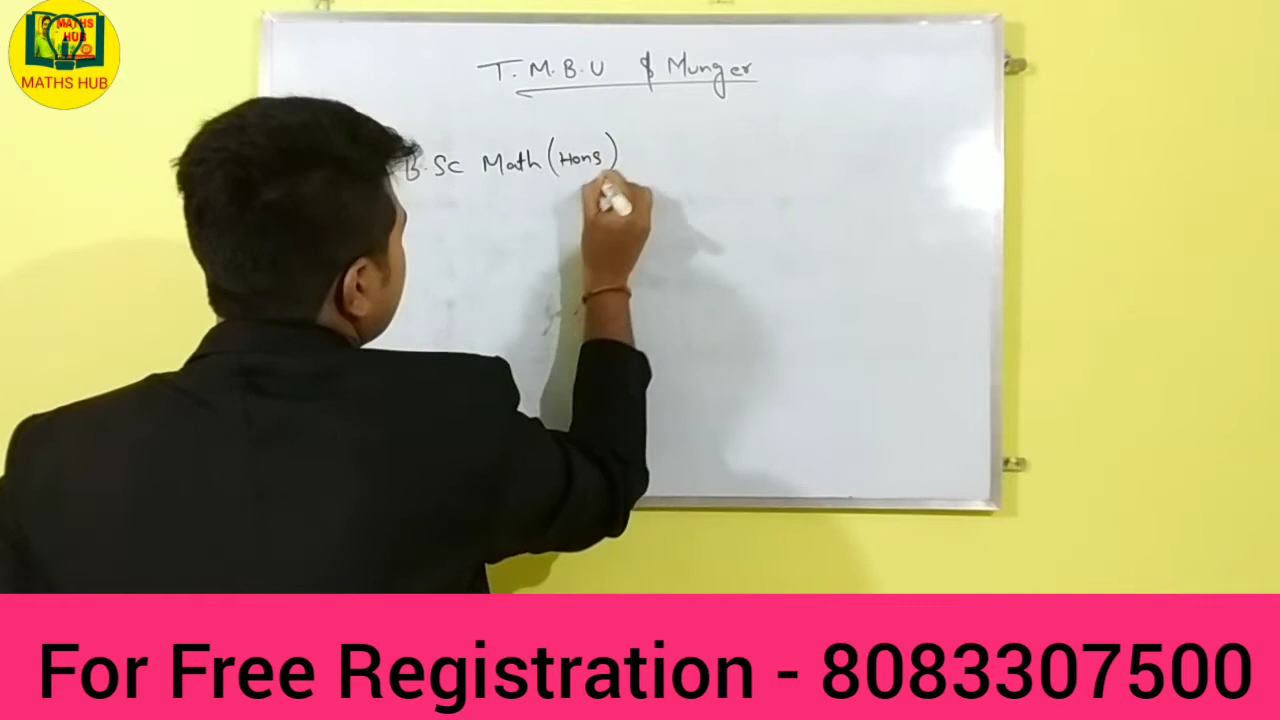 MATHS
HUB
MATHS HUB
T.M.B.U & Munger
B.Sc Math (Hons)
For Free Registration - 8083307500